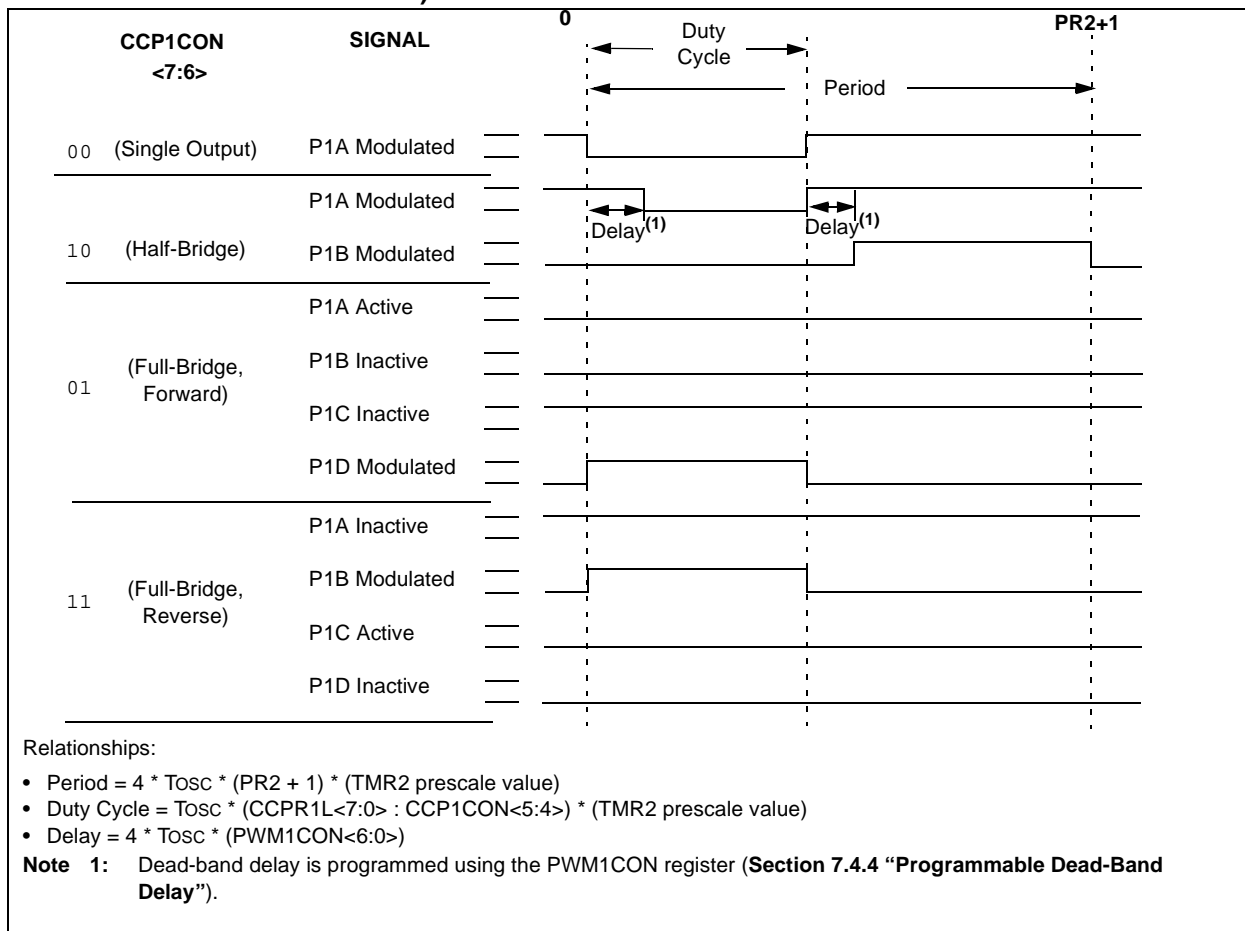 CCP1CON
<7:6>
SIGNAL
0
Duty
Cycle
PR2+1
Period
00 (Single Output) P1A Modulated
10 (Half-Bridge)
P1A Modulated
Delay(1)
Delay(1)
P1B Modulated
01 (Full-Bridge,
Forward)
P1A Active
P1B Inactive
P1C Inactive
P1D Modulated
11 (Full-Bridge,
Reverse)
P1A Inactive
P1B Modulated
P1C Active
P1D Inactive
Relationships:
• Period = 4 * TOSC * (PR2 + 1) * (TMR2 prescale value)
• Duty Cycle = TOSC * (CCPR1L<7:0> : CCP1CON<5:4>) * (TMR2 prescale value)
• Delay = 4 * TOSC * (PWM1CON<6:0>)
Note 1: Dead-band delay is programmed using the PWM1CON register (Section 7.4.4 “Programmable Dead-Band
Delay”).